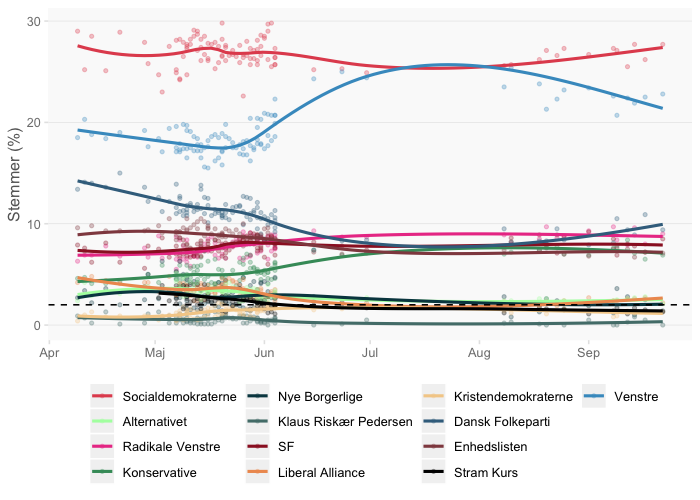 Stemmer (%)
30
20
10
0
Apr Maj Jun Jul Aug Sep
Socialdemokraterne Nye Borgerlige Kristendemokraterne Venstre
Alternativet Klaus Riskær Pedersen Dansk Folkeparti
Radikale Venstre SF Enhedslisten
Konservative Liberal Alliance Stram Kurs